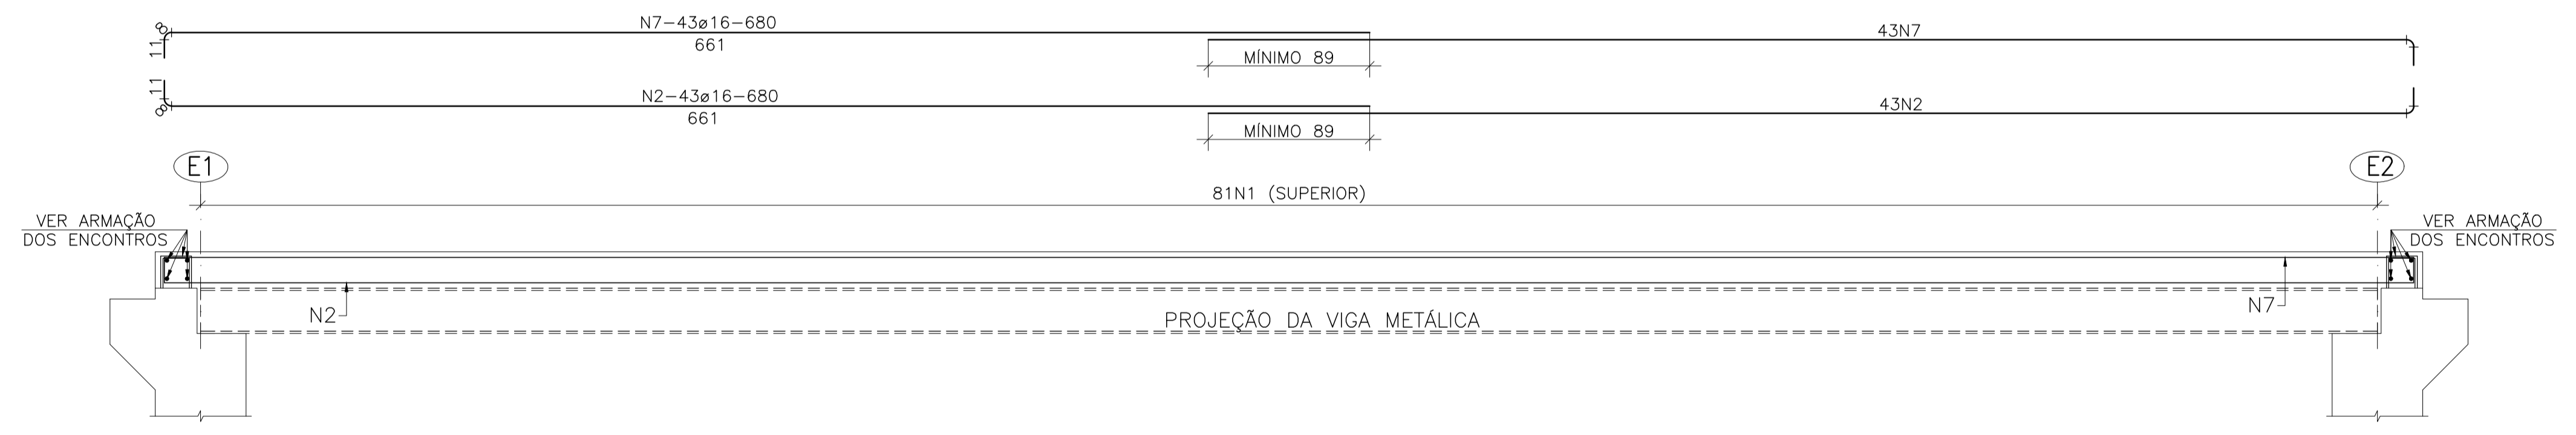 N7-43ø16-680
8
661
11
43N7
MÍNIMO 89
11
N2-43ø16-680
8
661
43N2
MÍNIMO 89
E1
E2
81N1 (SUPERIOR)
VER ARMAÇÃO
DOS ENCONTROS
VER ARMAÇÃO
DOS ENCONTROS
N2
N7
PROJEÇÃO DA VIGA METÁLICA